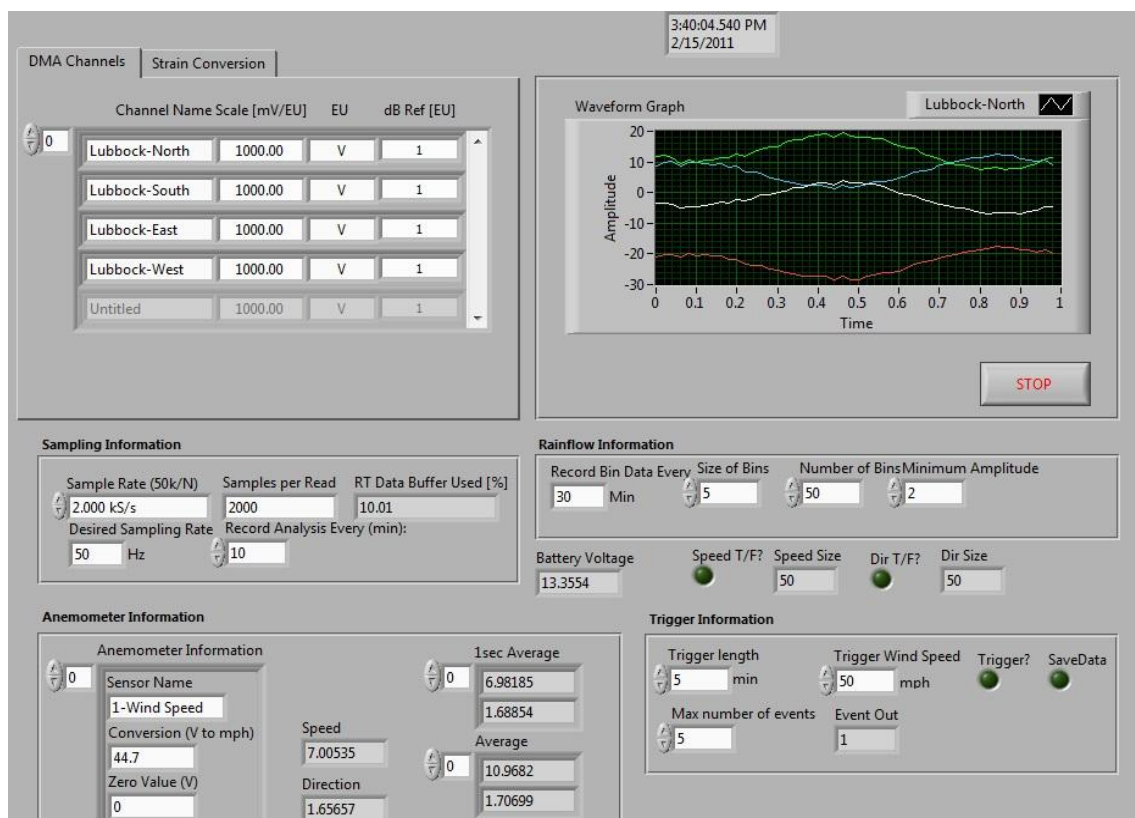 3:40:04.540 PM
2/15/2011
DMA Channels Strain Conversion
Channel Name Scale [mV/EU] EU dB Ref [EU]
0
Lubbock-North 1000.00 V 1
Lubbock-South 1000.00 V 1
Lubbock-East 1000.00 V 1
Lubbock-West 1000.00 V 1
Untitled 1000.00 V 1
Waveform Graph Lubbock-North
20
10
0
-10
-20
-30
Amplitude
0 0.1 0.2 0.3 0.4 0.5 0.6 0.7 0.8 0.9 1
Time
STOP
Sampling Information
Sample Rate (50k/N) Samples per Read RT Data Buffer Used [%]
2.000 kS/s 2000 10.01
Desired Sampling Rate Record Analysis Every (min):
50 Hz 10
Rainflow Information
Record Bin Data Every Size of Bins Number of Bins Minimum Amplitude
30 Min 5 50 2
Battery Voltage Speed T/F? Speed Size Dir T/F? Dir Size
13.3554 50 50
Anemometer Information
Anemometer Information
0
Sensor Name
1-Wind Speed
Conversion (V to mph)
44.7
Zero Value (V)
0
Speed
7.00535
Direction
1.65657
1sec Average
0 6.98185
1.68854
Average
0 10.9682
1.70699
Trigger Information
Trigger length Trigger Wind Speed Trigger? SaveData
5 min 50 mph
Max number of events Event Out
5 1